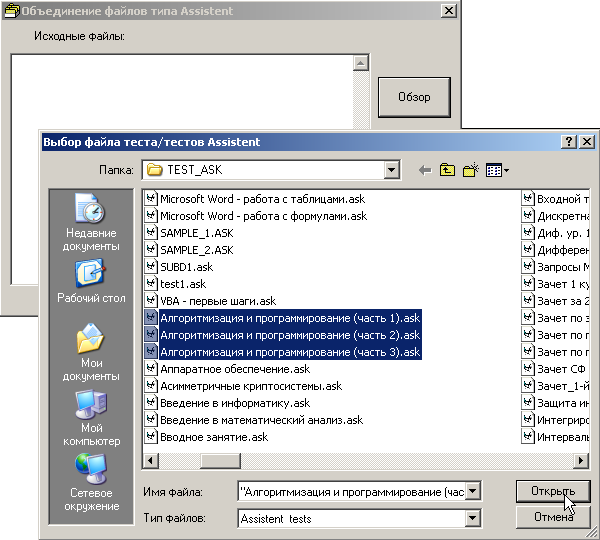 Объединение файлов типа Assistent
Исходные файлы:
Обзор
Выбор файла теста/тестов Assistent
Папка:
TEST_ASK
Недавние документы
Рабочий стол
Мои документы
Мой компьютер
Сетевое окружение
Microsoft Word - работа с таблицами.ask
Microsoft Word - работа с формулами.ask
SAMPLE_1.ASK
SAMPLE_2.ASK
SUBD1.ask
test1.ask
VBA - первые шаги.ask
Алгоритмизация и программирование (часть 1).ask
Алгоритмизация и программирование (часть 2).ask
Алгоритмизация и программирование (часть 3).ask
Аппаратное обеспечение.ask
Асимметричные криптосистемы.ask
Введение в информатику.ask
Введение в математический анализ.ask
Вводное занятие.ask
Входной т
Дискретна
Диф. ур. 1
Дифферен
Запросы M
Зачет 1 ку
Зачет за 2
Зачет по з
Зачет по п
Зачет по п
Зачет СФ
Зачет_1-й
Защита ин
Интегриро
Интерваль
Имя файла:
"Алгоритмизация и программирование (час
Открыть
Тип файлов:
Assistent tests
Отмена